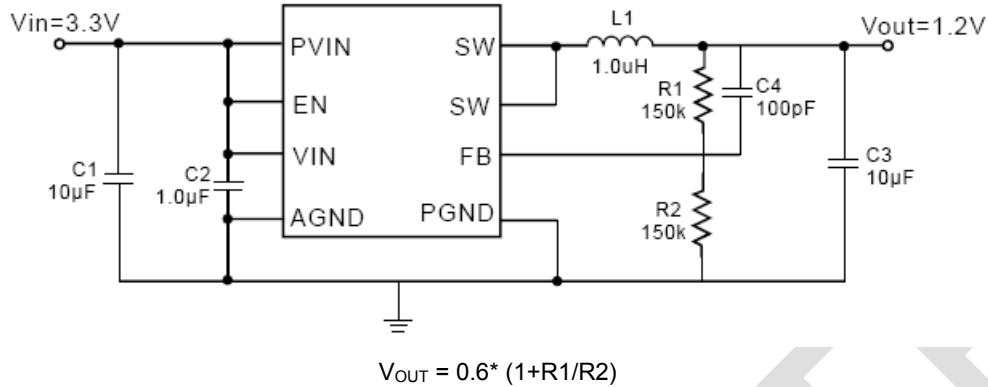 Vin=3.3V
Vout=1.2V
PVIN
SW
L1
1.0uH
EN
SW
R1
150k
C4
100pF
VIN
FB
C1
10µF
C2
1.0µF
C3
10µF
AGND
PGND
R2
150k
VOUT = 0.6* (1+R1/R2)